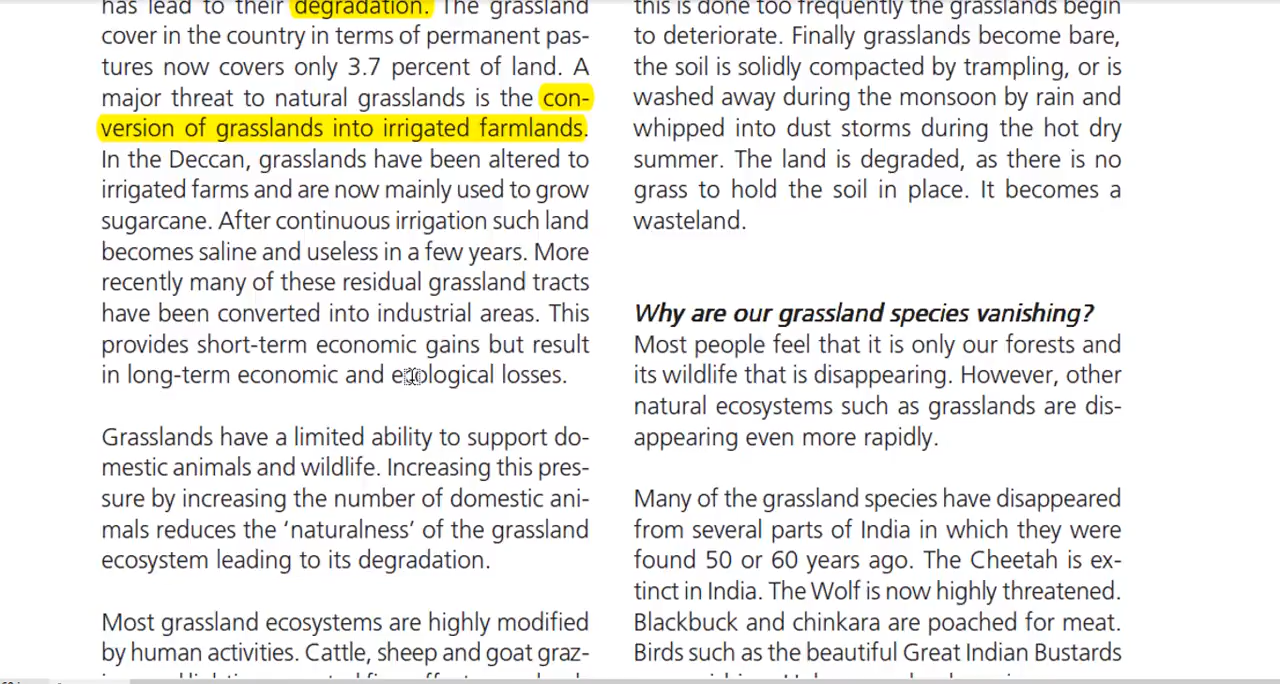 has lead to their degradation. The grassland
cover in the country in terms of permanent pas-
tures now covers only 3.7 percent of land. A
major threat to natural grasslands is the con-
version of grasslands into irrigated farmlands.
In the Deccan, grasslands have been altered to
irrigated farms and are now mainly used to grow
sugarcane. After continuous irrigation such land
becomes saline and useless in a few years. More
recently many of these residual grassland tracts
have been converted into industrial areas. This
provides short-term economic gains but result
in long-term economic and ecological losses.
Grasslands have a limited ability to support do-
mestic animals and wildlife. Increasing this pres-
sure by increasing the number of domestic ani-
mals reduces the ‘naturalness’ of the grassland
ecosystem leading to its degradation.
Most grassland ecosystems are highly modified
by human activities. Cattle, sheep and goat graz-
this is done too frequently the grasslands begin
to deteriorate. Finally grasslands become bare,
the soil is solidly compacted by trampling, or is
washed away during the monsoon by rain and
whipped into dust storms during the hot dry
summer. The land is degraded, as there is no
grass to hold the soil in place. It becomes a
wasteland.
Why are our grassland species vanishing?
Most people feel that it is only our forests and
its wildlife that is disappearing. However, other
natural ecosystems such as grasslands are dis-
appearing even more rapidly.
Many of the grassland species have disappeared
from several parts of India in which they were
found 50 or 60 years ago. The Cheetah is ex-
tinct in India. The Wolf is now highly threatened.
Blackbuck and chinkara are poached for meat.
Birds such as the beautiful Great Indian Bustards